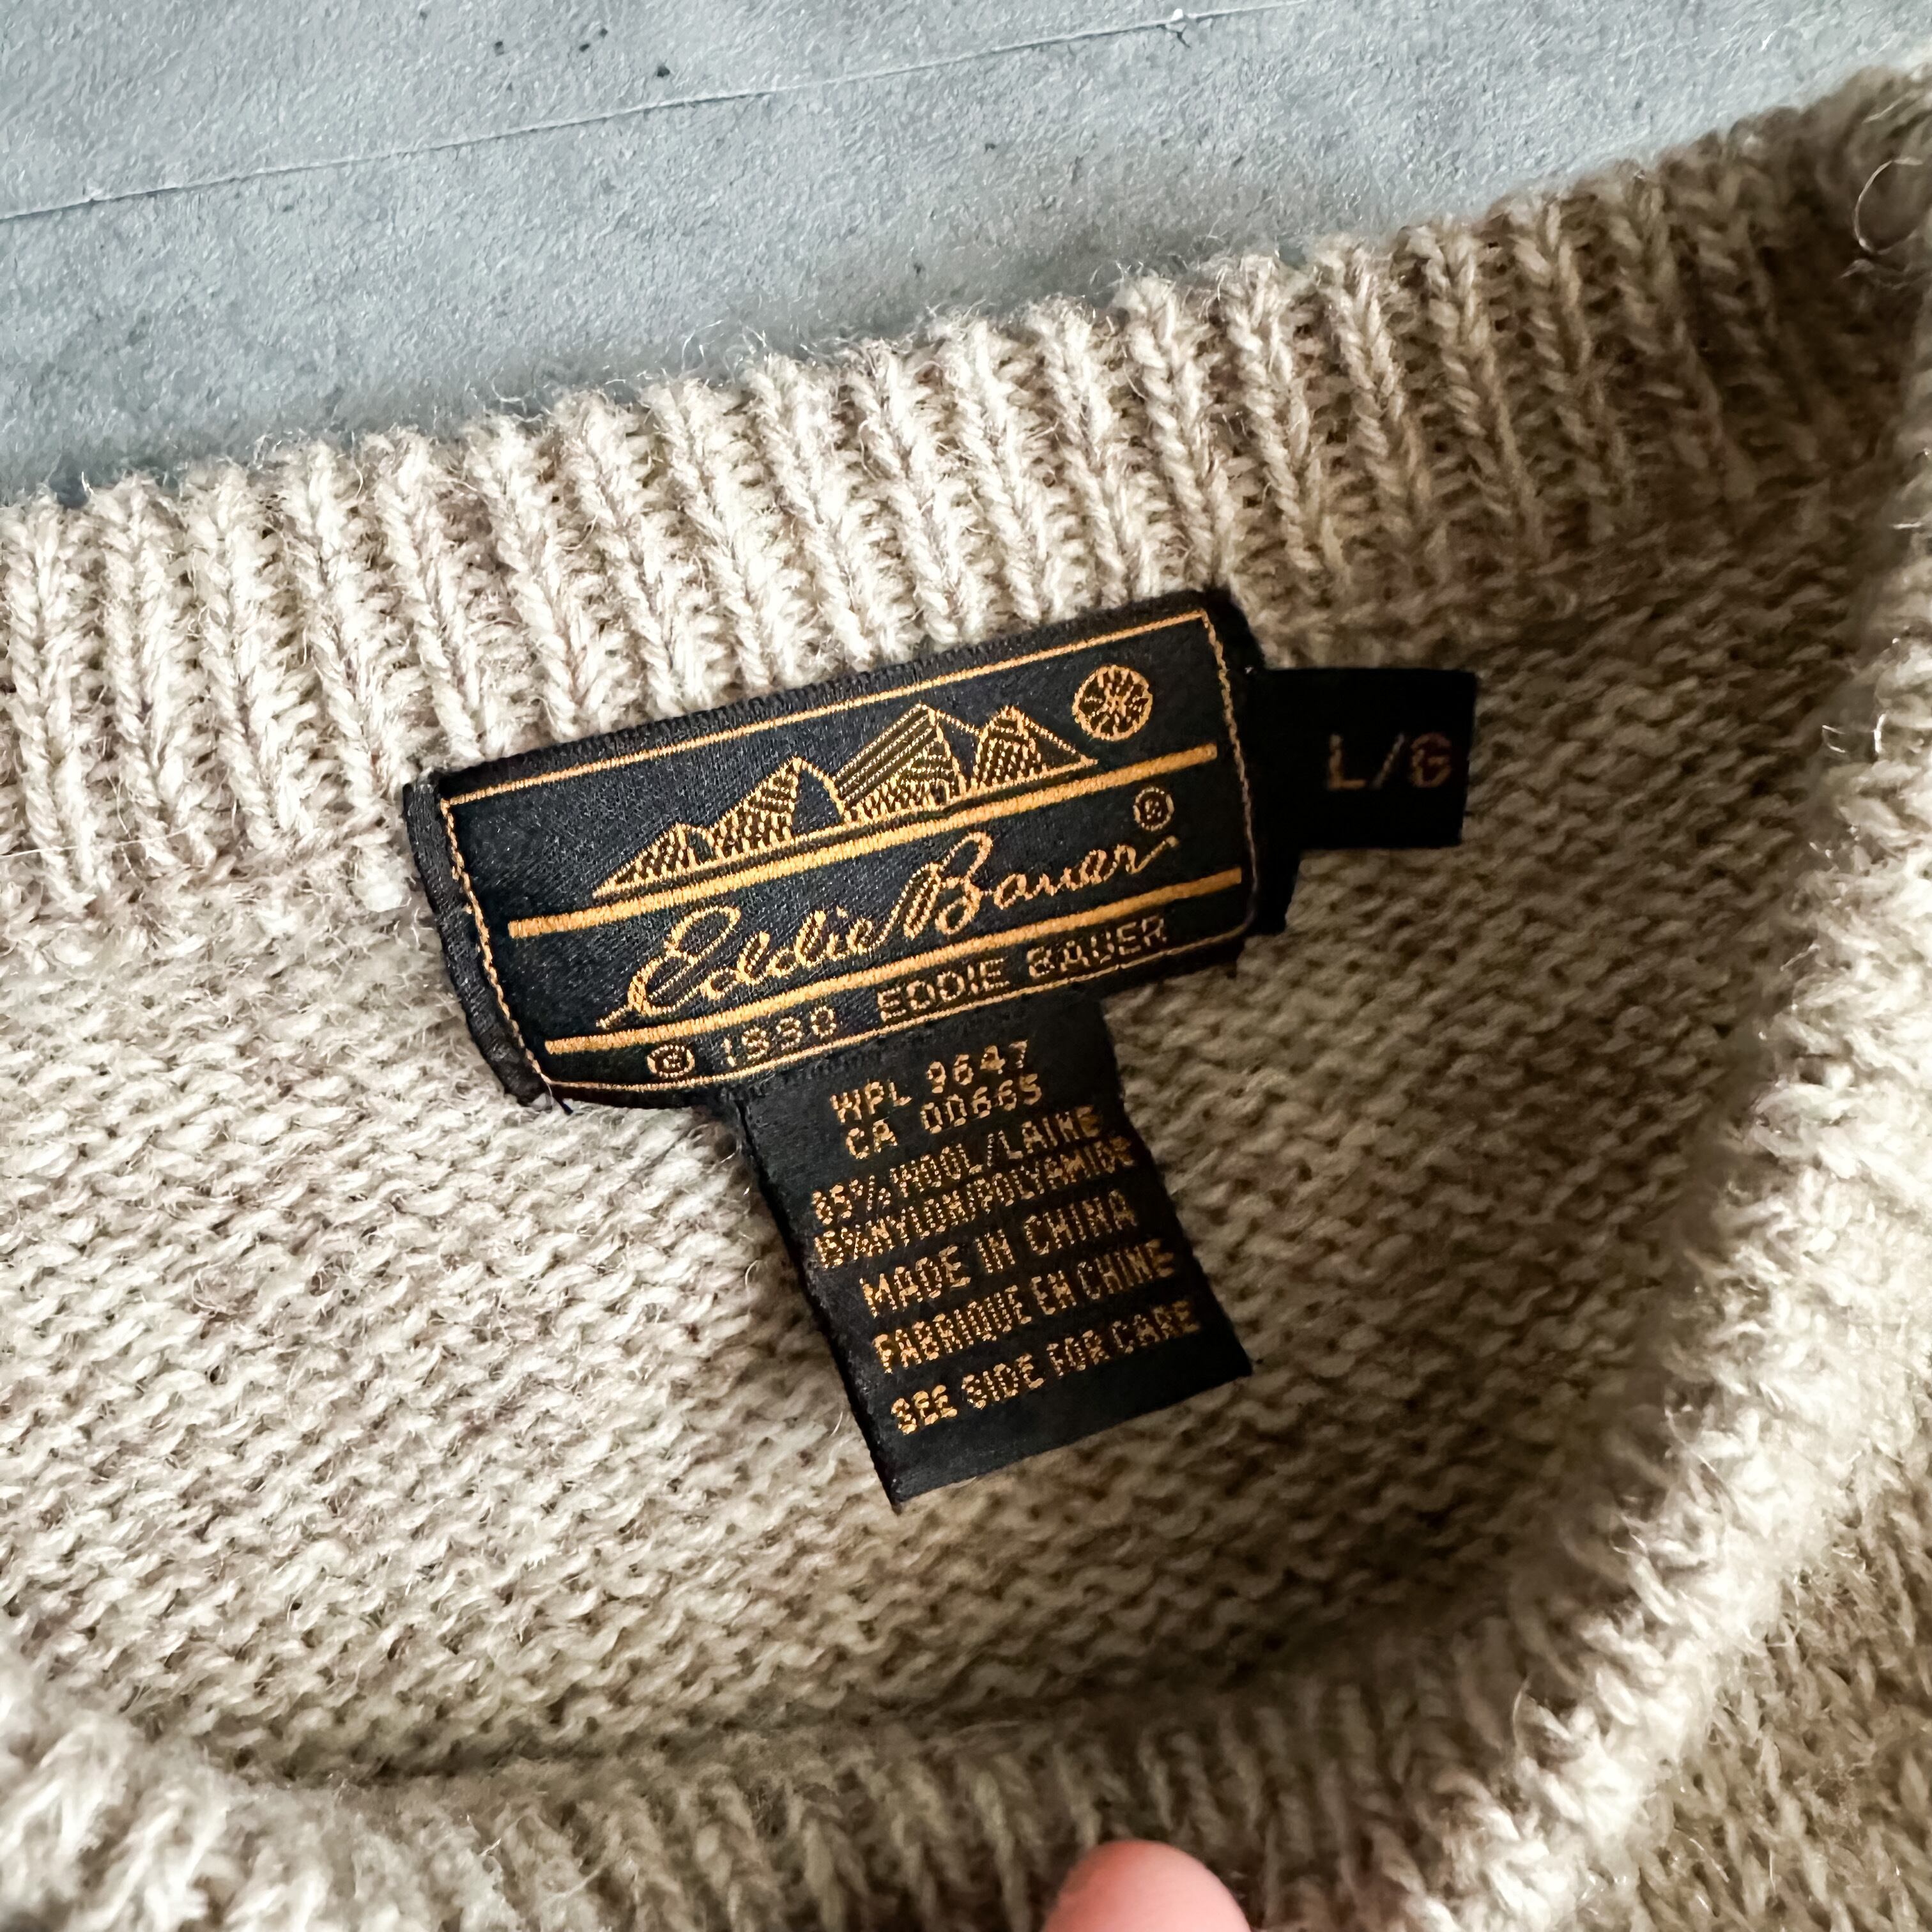 Eddie Bauer®
© 1990 EDDIE BAUER
L/G
WPL 9647
CA 00665
85% WOOL/LAINE
15% NYLON/POLYAMIDE
MADE IN CHINA
FABRIQUE EN CHINE
SEE SIDE FOR CARE